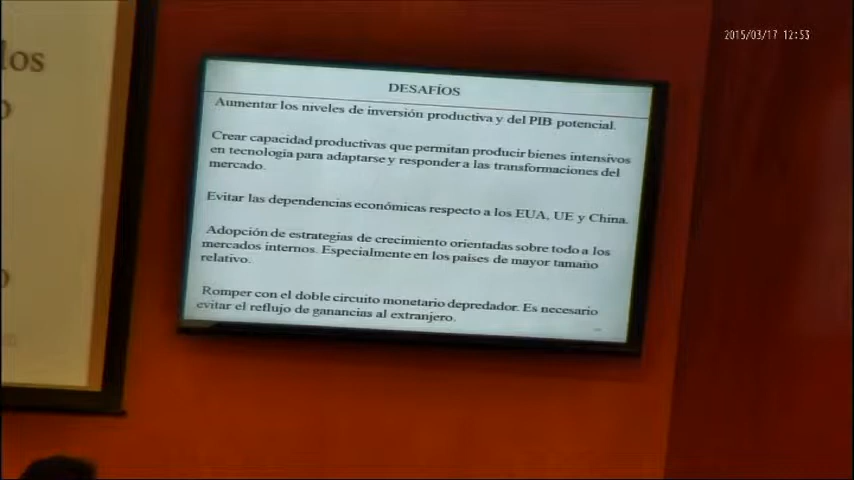 2015/03/17 12:53
los
DESAFÍOS
Aumentar los niveles de inversión productiva y del PIB potencial.
Crear capacidad productivas que permitan producir bienes intensivos
en tecnología para adaptarse y responder a las transformaciones del
mercado.
Evitar las dependencias económicas respecto a los EUA, UE y China.
Adopción de estrategias de crecimiento orientadas sobre todo a los
mercados internos. Especialmente en los países de mayor tamaño
relativo.
Romper con el doble circuito monetario depredador. Es necesario
evitar el reflujo de ganancias al extranjero.